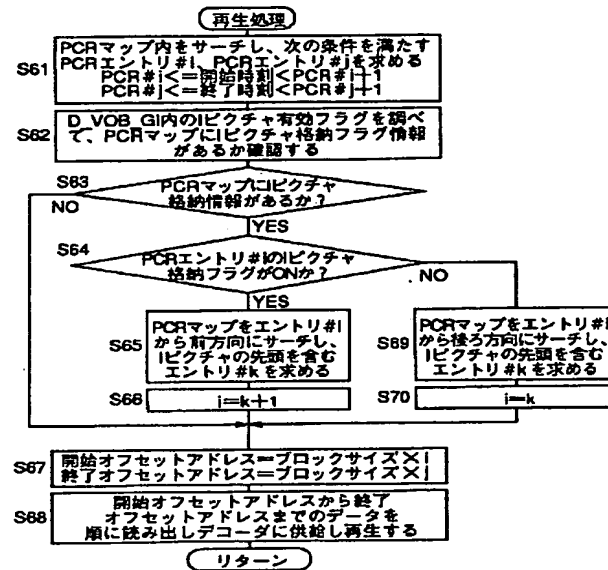 再生処理
S61
PCRマップ内をサーチし、次の条件を満たす
PCRエントリ#i、PCRエントリ#jを求める
PCR#i<=開始時刻<PCR#i+1
PCR#j<=終了時刻<PCR#j+1
S62
D_VOB_GI内のIピクチャ有効フラグを調べ
て、PCRマップにIピクチャ格納フラグ情報
があるか確認する
S63
PCRマップにIピクチャ
格納情報があるか?
NO
YES
S64
PCRエントリ#iのIピクチャ
格納フラグがONか?
NO
YES
S65
PCRマップをエントリ#i
から前方向にサーチし、
Iピクチャの先頭を含む
エントリ#kを求める
S66
i=k+1
S69
PCRマップをエントリ#i
から後ろ方向にサーチし、
Iピクチャの先頭を含む
エントリ#kを求める
S70
i=k
S67
開始オフセットアドレス=ブロックサイズ×i
終了オフセットアドレス=ブロックサイズ×j
S68
開始オフセットアドレスから終了
オフセットアドレスまでのデータを
順に読み出しデコーダに供給し再生する
リターン